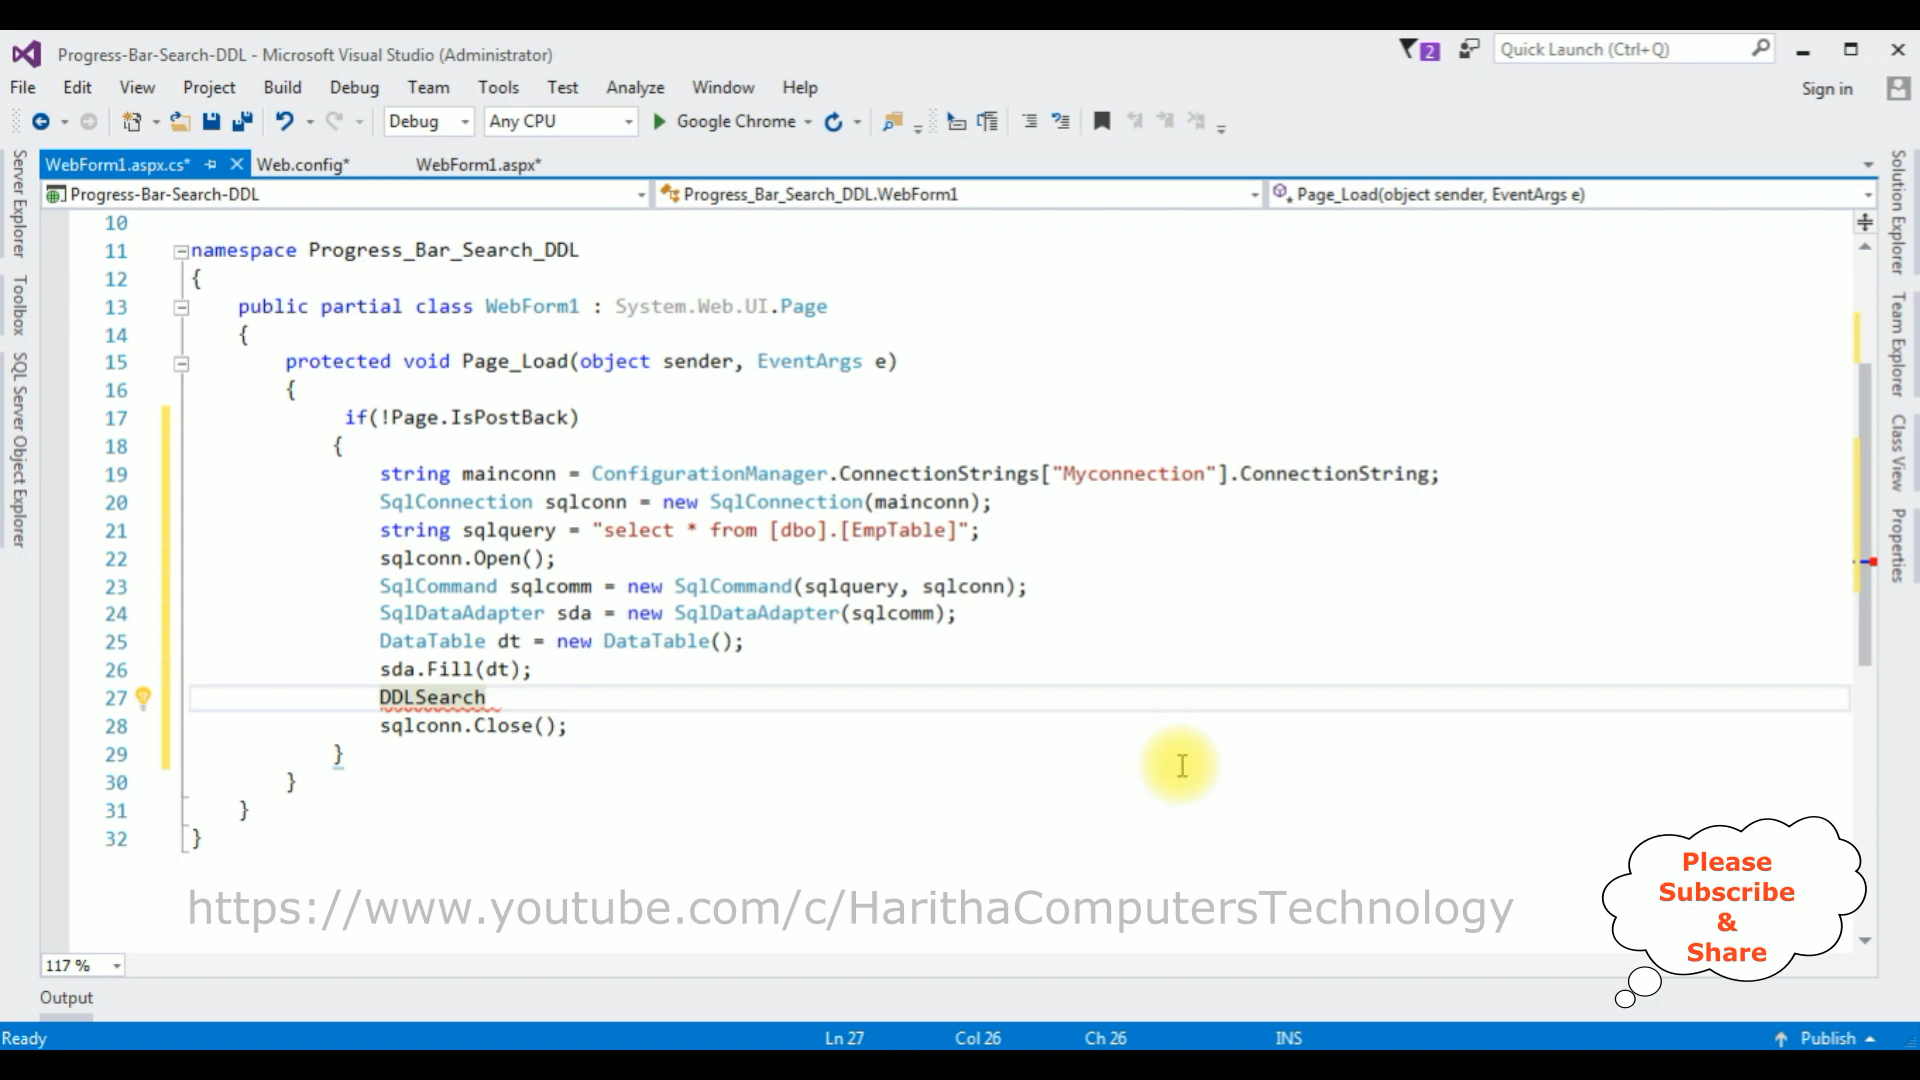 Progress-Bar-Search-DDL - Microsoft Visual Studio (Administrator)
2
Quick Launch (Ctrl+Q)
File Edit View Project Build Debug Team Tools Test Analyze Window Help
Sign in
Debug Any CPU Google Chrome
WebForm1.aspx.cs* Web.config* WebForm1.aspx*
Progress-Bar-Search-DDL Progress_Bar_Search_DDL.WebForm1 Page_Load(object sender, EventArgs e)
Server Explorer
Toolbox
SQL Server Object Explorer
10
11 namespace Progress_Bar_Search_DDL
12 {
13 public partial class WebForm1 : System.Web.UI.Page
14 {
15 protected void Page_Load(object sender, EventArgs e)
16 {
17 if(!Page.IsPostBack)
18 {
19 string mainconn = ConfigurationManager.ConnectionStrings["Myconnection"].ConnectionString;
20 SqlConnection sqlconn = new SqlConnection(mainconn);
21 string sqlquery = "select * from [dbo].[EmpTable]";
22 sqlconn.Open();
23 SqlCommand sqlcomm = new SqlCommand(sqlquery, sqlconn);
24 SqlDataAdapter sda = new SqlDataAdapter(sqlcomm);
25 DataTable dt = new DataTable();
26 sda.Fill(dt);
27 DDLSearch
28 sqlconn.Close();
29 }
30 }
31 }
32 }
Solution Explorer
Team Explorer
Class View
Properties
https://www.youtube.com/c/HarithaComputersTechnology
Please
Subscribe
&
Share
117 %
Output
Ready Ln 27 Col 26 Ch 26 INS Publish